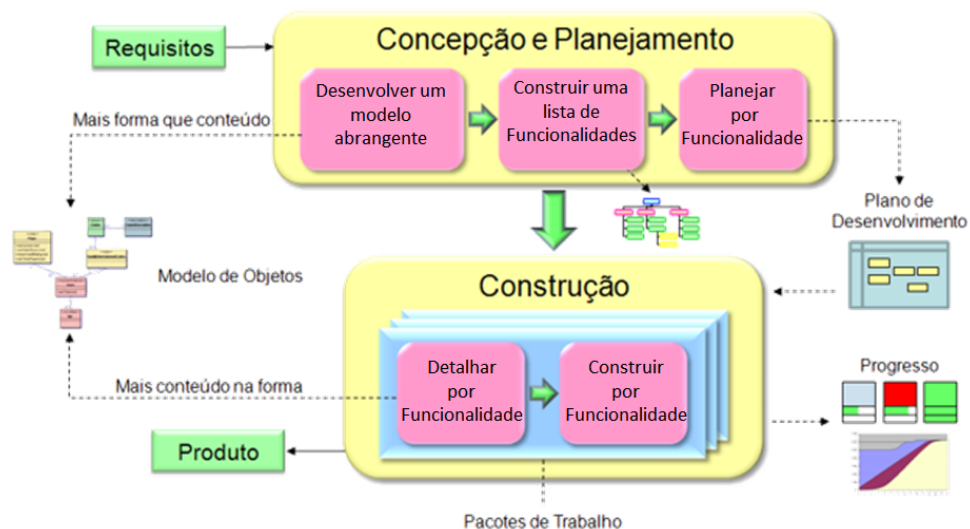 Requisitos
Concepção e Planejamento
Desenvolver um
modelo
abrangente
Construir uma
lista de
Funcionalidades
Planejar
por
Funcionalidade
Mais forma que conteúdo
Plano de
Desenvolvimento
Modelo de Objetos
Construção
Detalhar
por
Funcionalidade
Construir
por
Funcionalidade
Mais conteúdo na forma
Progresso
Produto
Pacotes de Trabalho